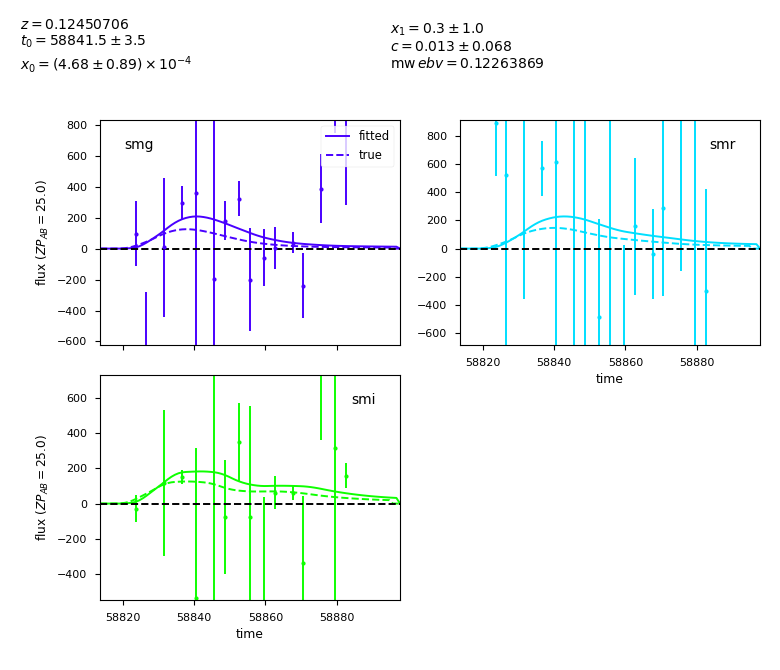 z = 0.12450706
t₀ = 58841.5 ± 3.5
x₀ = (4.68 ± 0.89) × 10⁻⁴
x₁ = 0.3 ± 1.0
c = 0.013 ± 0.068
mw ebv = 0.12263869
smg
fitted
true
800
600
400
200
0
−200
−400
−600
flux (ZP_AB = 25.0)
smr
800
600
400
200
0
−200
−400
−600
58820 58840 58860 58880
time
smi
600
400
200
0
−200
−400
flux (ZP_AB = 25.0)
58820 58840 58860 58880
time